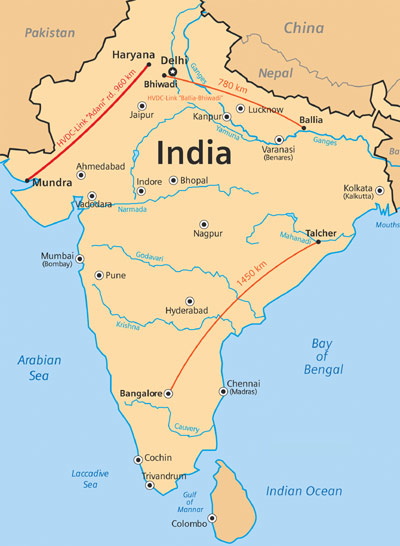 China
Pakistan
Haryana
Delhi
Nepal
Ganges
Bhiwadi
780 km
HVDC-Link "Ballia-Bhiwadi"
HVDC-Link "Adani" rd. 960 km
Lucknow
Jaipur
Kanpur
Ballia
Yamuna
Ganges
Varanasi
(Benares)
India
Ahmedabad
Mundra
Indore
Bhopal
Kolkata
(Kalkutta)
Vadodara
Narmada
Talcher
Mahanadi
Nagpur
Mouths
Mumbai
(Bombay)
Godavari
Pune
1450 km
Hyderabad
Krishna
Arabian
Sea
Bay
of
Bengal
Bangalore
Chennai
(Madras)
Cauvery
Cochin
Laccadive
Sea
Trivandrum
Gulf
of
Mannar
Indian Ocean
Colombo